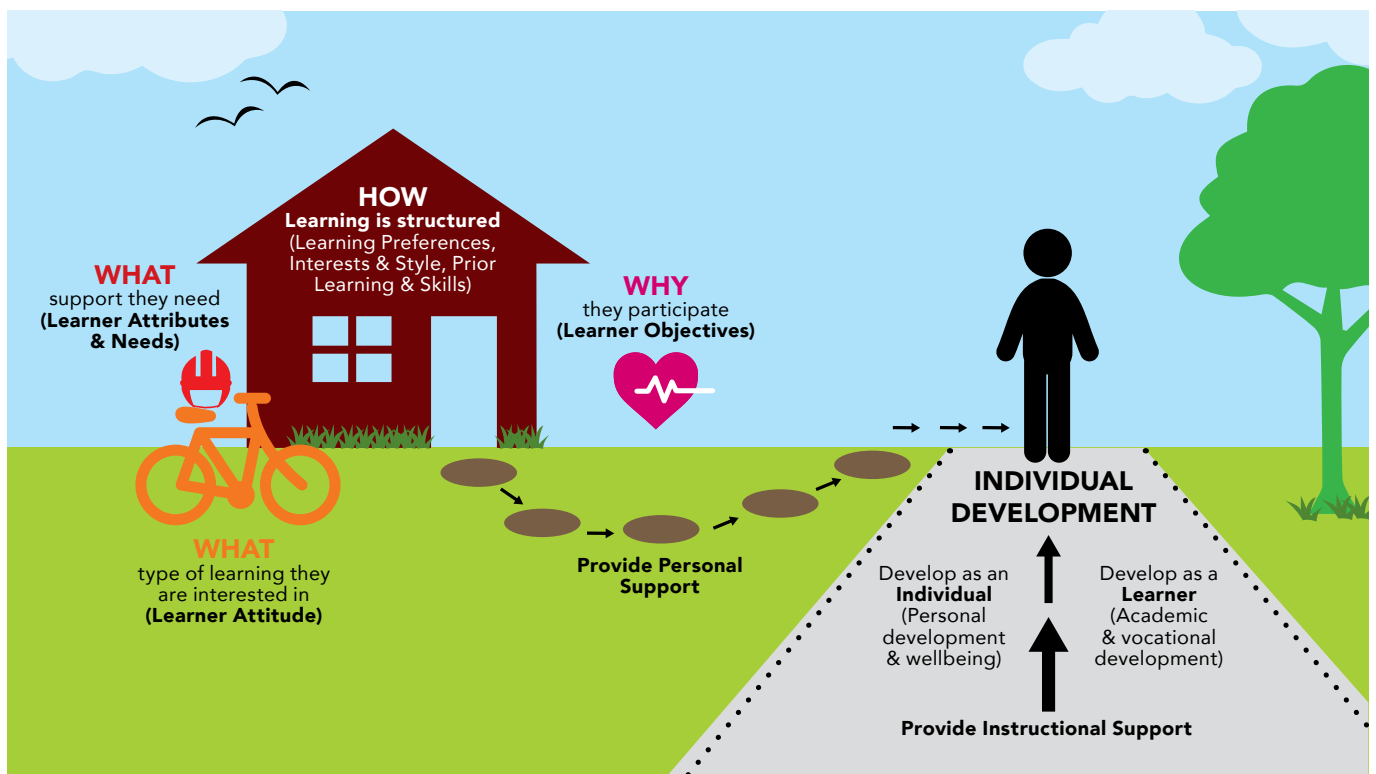 HOW
Learning is structured
(Learning Preferences,
Interests & Style, Prior
Learning & Skills)
WHAT
support they need
(Learner Attributes
& Needs)
WHY
they participate
(Learner Objectives)
WHAT
type of learning they
are interested in
(Learner Attitude)
Provide Personal
Support
INDIVIDUAL
DEVELOPMENT
Develop as an
Individual
(Personal
development
& wellbeing)
Develop as a
Learner
(Academic
& vocational
development)
Provide Instructional Support